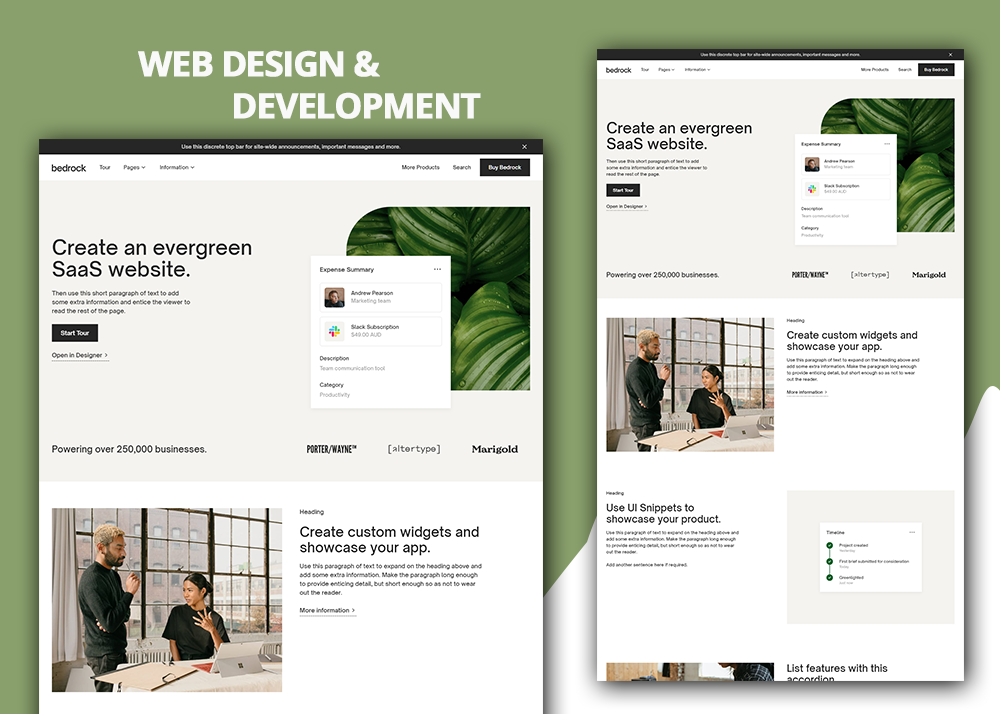 WEB DESIGN &
DEVELOPMENT
Use this discrete top bar for site-wide announcements, important messages and more.
bedrock Tour Pages Information More Products Search Buy Bedrock
Create an evergreen
SaaS website.
Then use this short paragraph of text to add
some extra information and entice the viewer to
read the rest of the page.
Start Tour
Open in Designer
Expense Summary
Andrew Pearson
Marketing team
Slack Subscription
$49.00 AUD
Description
Team communication tool
Category
Productivity
Powering over 250,000 businesses. PORTER/WAYNE™ [altertype] Marigold
Heading
Create custom widgets and
showcase your app.
Use this paragraph of text to expand on the heading above and
add some extra information. Make the paragraph long enough
to provide enticing detail, but short enough so as not to wear
out the reader.
More information
Use this discrete top bar for site-wide announcements, important messages and more.
bedrock Tour Pages Information More Products Search Buy Bedrock
Create an evergreen
SaaS website.
Then use this short paragraph of text to add
some extra information and entice the viewer to
read the rest of the page.
Start Tour
Open in Designer
Expense Summary
Andrew Pearson
Marketing team
Slack Subscription
$49.00 AUD
Description
Team communication tool
Category
Productivity
Powering over 250,000 businesses. PORTER/WAYNE™ [altertype] Marigold
Heading
Create custom widgets and
showcase your app.
Use this paragraph of text to expand on the heading above and
add some extra information. Make the paragraph long enough
to provide enticing detail, but short enough so as not to wear
out the reader.
More information
Heading
Use UI Snippets to
showcase your product.
Use this paragraph of text to expand on the heading above and
add some extra information. Make the paragraph long enough
to provide enticing detail, but short enough so as not to wear
out the reader.
Add another sentence here if required.
Timeline
Project created
Yesterday
First brief submitted for consideration
Today
Greenlighted
Just now
List features with this
accordion